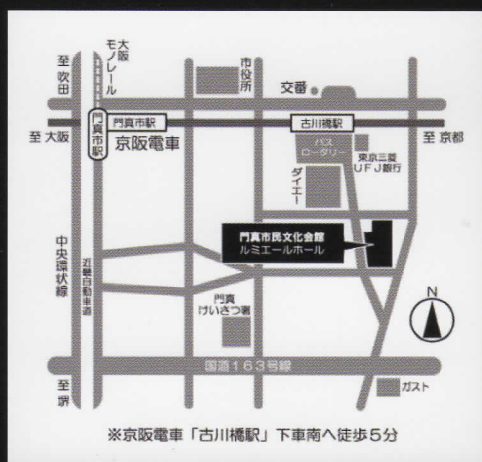 至吹田
大阪
モノレール
市役所
交番
門真市駅
門真市駅
古川橋駅
至大阪
京阪電車
至京都
バス
ロータリー
東京三菱
UFJ銀行
ダイエー
門真市民文化会館
ルミエールホール
中央環状線
近畿自動車道
門真
けいさつ署
N
国道163号線
至堺
ガスト
※京阪電車「古川橋駅」下車南へ徒歩5分